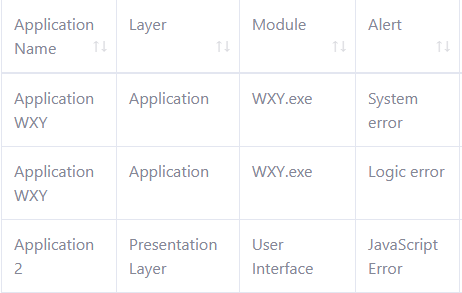 Application Name Layer Module Alert
Application WXY Application WXY.exe System error
Application WXY Application WXY.exe Logic error
Application 2 Presentation Layer User Interface JavaScript Error